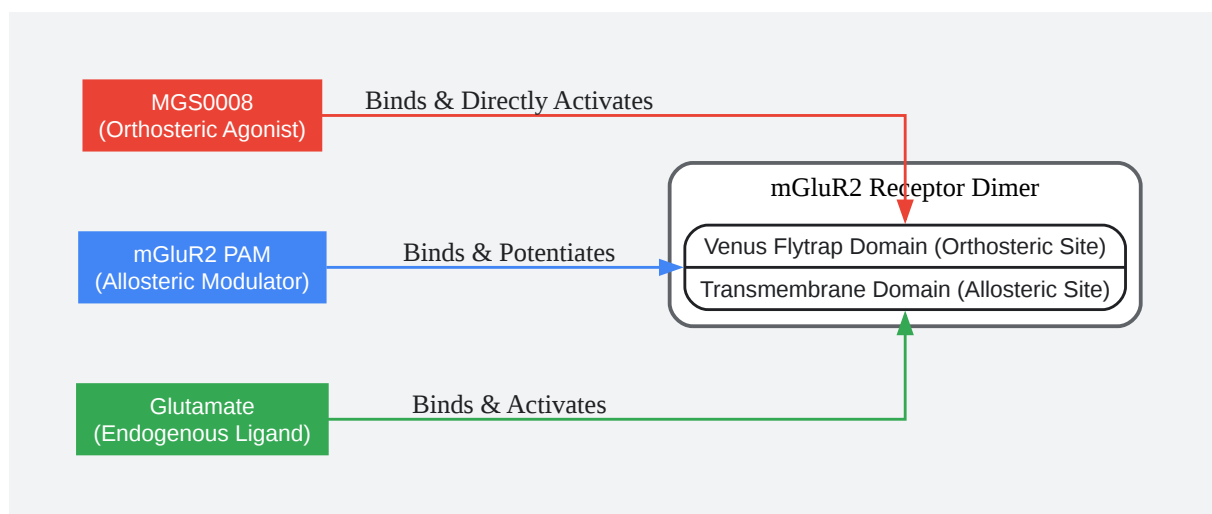 MGS0008
(Orthosteric Agonist)
Binds & Directly Activates
mGluR2 Receptor Dimer
Venus Flytrap Domain (Orthosteric Site)
Transmembrane Domain (Allosteric Site)
mGluR2 PAM
(Allosteric Modulator)
Binds & Potentiates
Glutamate
(Endogenous Ligand)
Binds & Activates